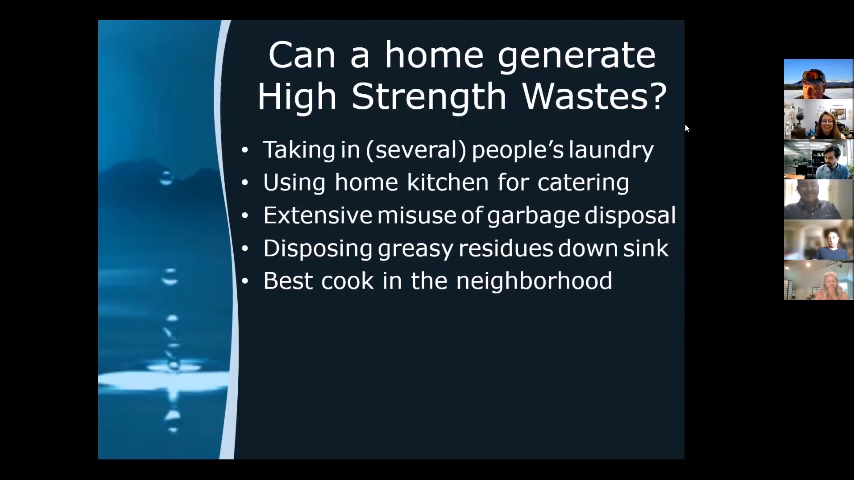 Can a home generate
High Strength Wastes?
• Taking in (several) people's laundry
• Using home kitchen for catering
• Extensive misuse of garbage disposal
• Disposing greasy residues down sink
• Best cook in the neighborhood